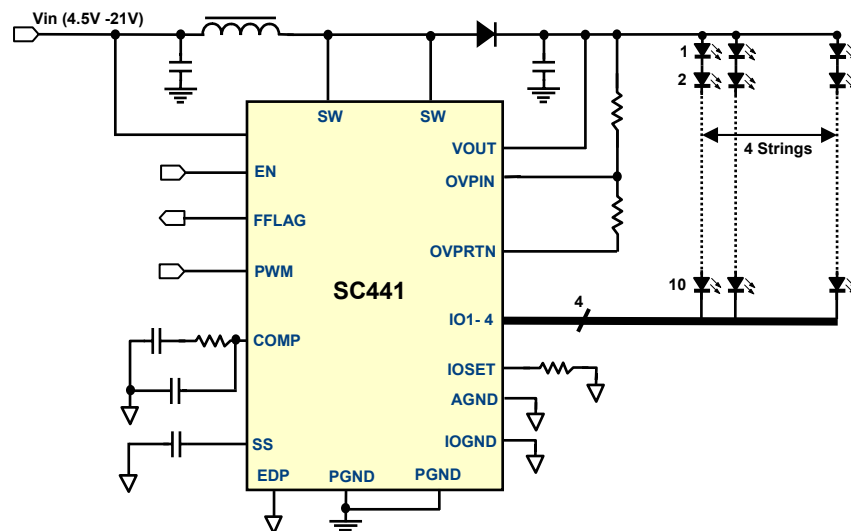 Vin (4.5V -21V)
SW
SW
1
2
VOUT
4 Strings
EN
OVPIN
FFLAG
OVPRTN
PWM
SC441
10
4
IO1- 4
COMP
IOSET
AGND
SS
IOGND
EDP
PGND
PGND